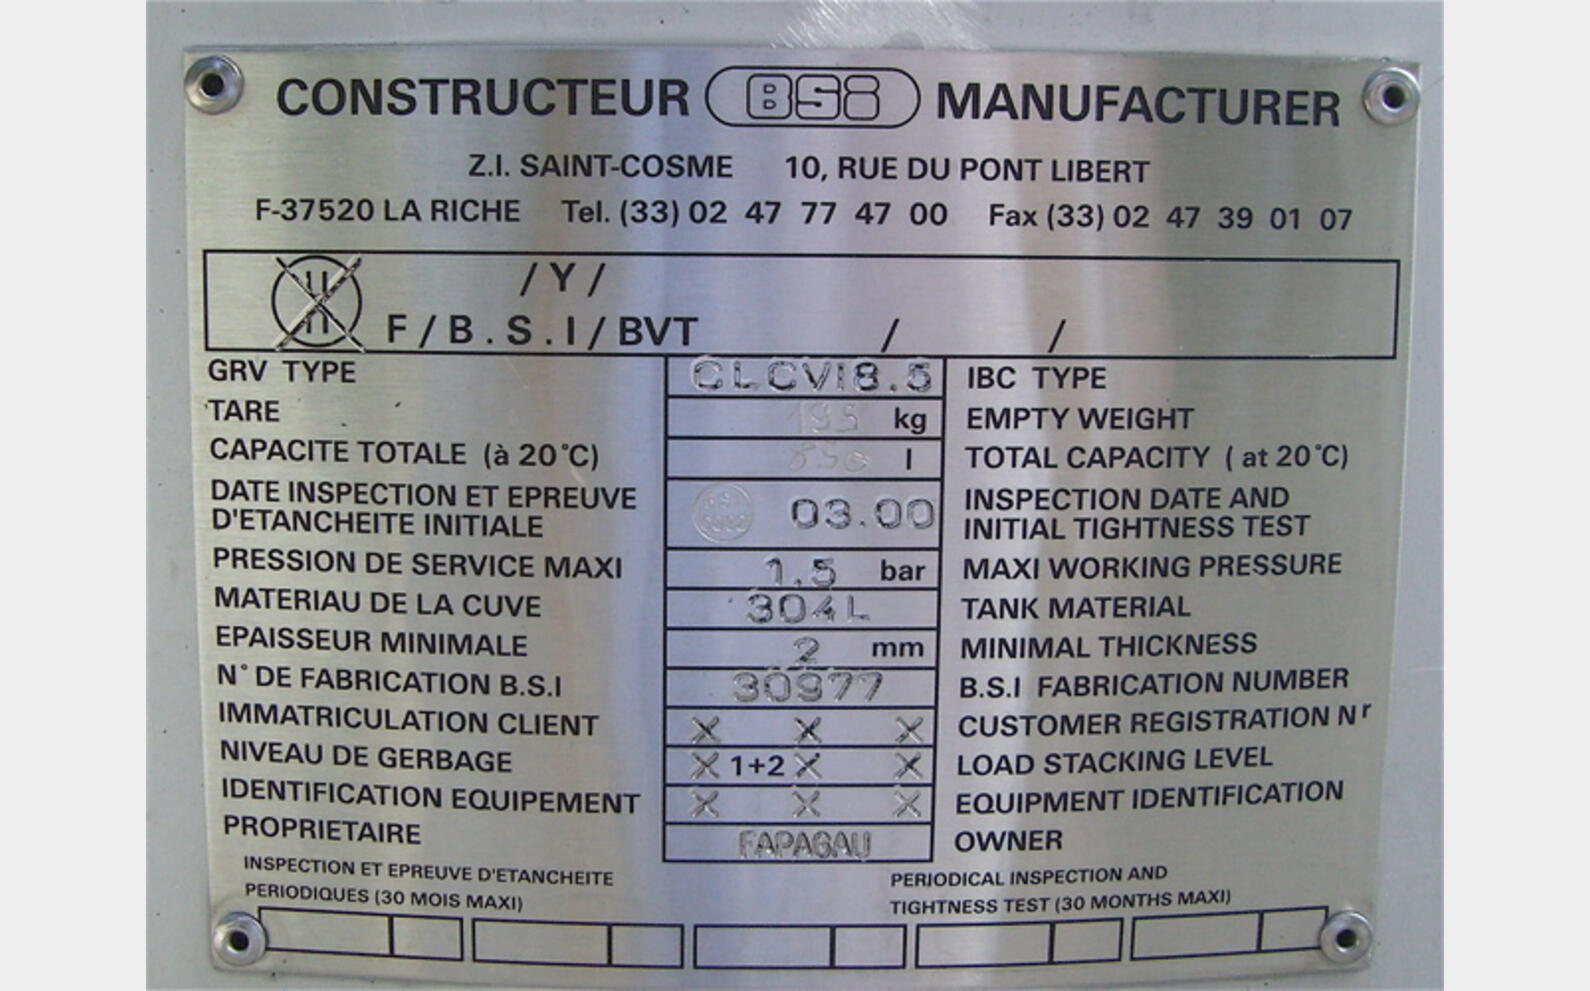 CONSTRUCTEUR BSI MANUFACTURER
Z.I. SAINT-COSME 10, RUE DU PONT LIBERT
F-37520 LA RICHE Tel. (33) 02 47 77 47 00 Fax (33) 02 47 39 01 07
/ Y /
F / B . S . I / BVT / /
GRV TYPE CLCVI8.5 IBC TYPE
TARE 195 kg EMPTY WEIGHT
CAPACITE TOTALE (à 20°C) 850 l TOTAL CAPACITY ( at 20°C)
DATE INSPECTION ET EPREUVE INSPECTION DATE AND
D'ETANCHEITE INITIALE 03.00 INITIAL TIGHTNESS TEST
PRESSION DE SERVICE MAXI 1.5 bar MAXI WORKING PRESSURE
MATERIAU DE LA CUVE 304L TANK MATERIAL
EPAISSEUR MINIMALE 2 mm MINIMAL THICKNESS
N° DE FABRICATION B.S.I 30977 B.S.I FABRICATION NUMBER
IMMATRICULATION CLIENT X X X CUSTOMER REGISTRATION Nr
NIVEAU DE GERBAGE X 1+2 X X LOAD STACKING LEVEL
IDENTIFICATION EQUIPEMENT X X X EQUIPMENT IDENTIFICATION
PROPRIETAIRE FAPAGAU OWNER
INSPECTION ET EPREUVE D'ETANCHEITE PERIODICAL INSPECTION AND
PERIODIQUES (30 MOIS MAXI) TIGHTNESS TEST (30 MONTHS MAXI)